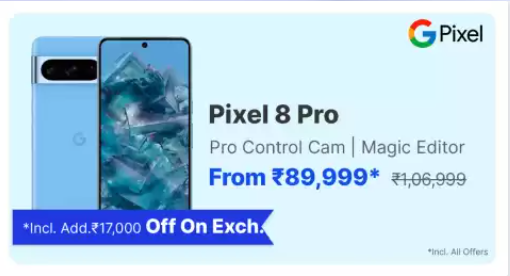 G Pixel
Pixel 8 Pro
Pro Control Cam | Magic Editor
From ₹89,999* ₹1,06,999
*Incl. Add.₹17,000 Off On Exch.
*Incl. All Offers